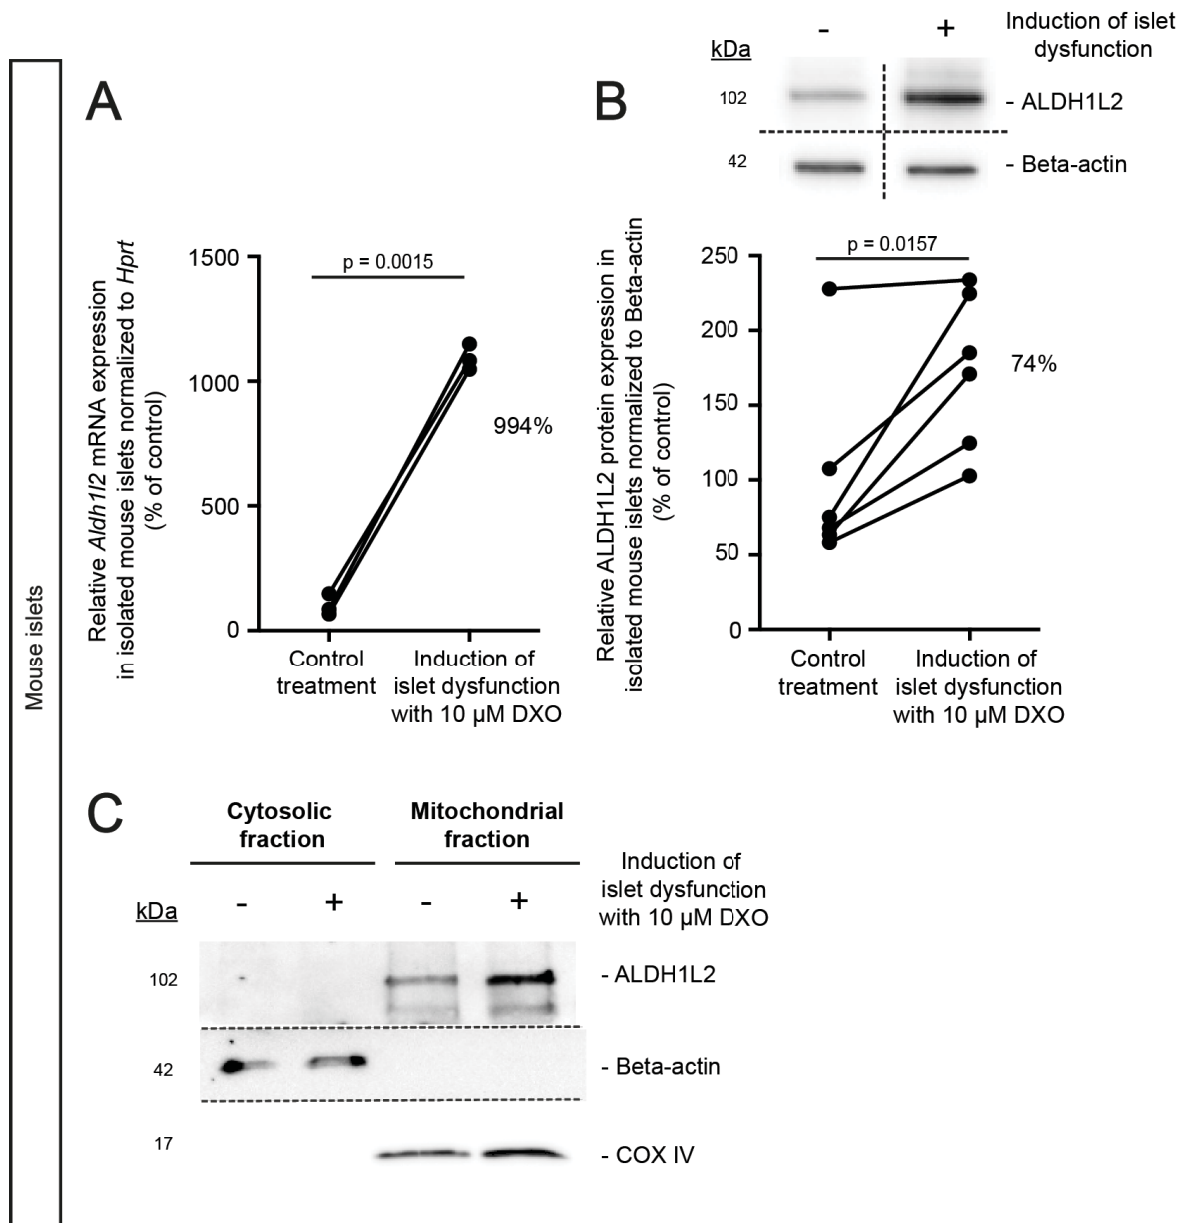 Mouse islets
A
Relative Aldh1l2 mRNA expression
in isolated mouse islets normalized to Hprt
(% of control)
1500
1000
500
0
p = 0.0015
994%
Control
treatment
Induction of
islet dysfunction
with 10 µM DXO
B
kDa
-
+
Induction of islet
dysfunction
102
- ALDH1L2
42
- Beta-actin
Relative ALDH1L2 protein expression in
isolated mouse islets normalized to Beta-actin
(% of control)
250
200
150
100
50
0
p = 0.0157
74%
Control
treatment
Induction of
islet dysfunction
with 10 µM DXO
C
Cytosolic
fraction
Mitochondrial
fraction
Induction of
islet dysfunction
with 10 µM DXO
kDa
- + - +
102
- ALDH1L2
42
- Beta-actin
17
- COX IV